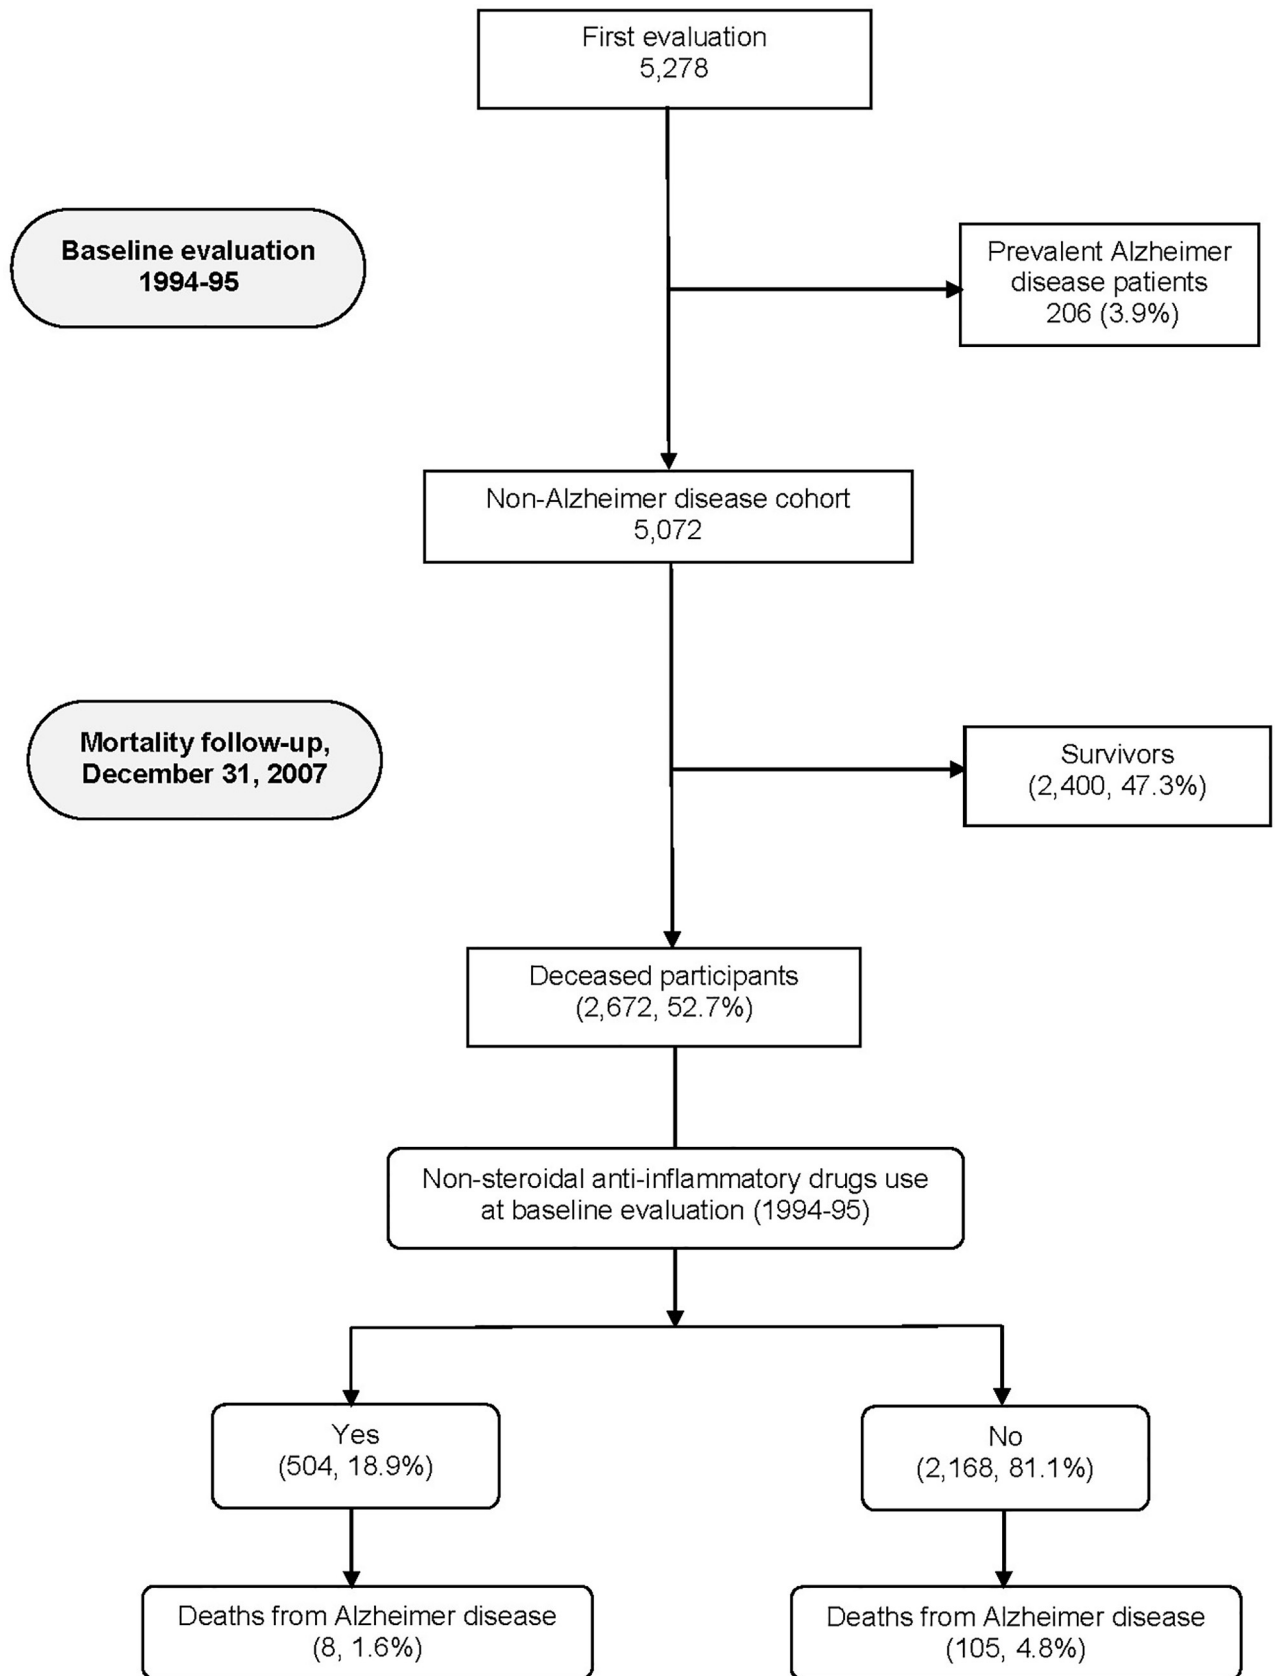 First evaluation
5,278
Baseline evaluation
1994-95
Prevalent Alzheimer
disease patients
206 (3.9%)
Non-Alzheimer disease cohort
5,072
Mortality follow-up,
December 31, 2007
Survivors
(2,400, 47.3%)
Deceased participants
(2,672, 52.7%)
Non-steroidal anti-inflammatory drugs use
at baseline evaluation (1994-95)
Yes
(504, 18.9%)
No
(2,168, 81.1%)
Deaths from Alzheimer disease
(8, 1.6%)
Deaths from Alzheimer disease
(105, 4.8%)